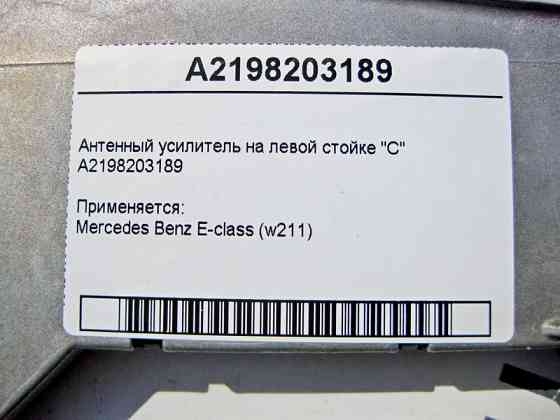 A2198203189
Антенный усилитель на левой стойке "С"
A2198203189
Применяется:
Mercedes Benz E-class (w211)